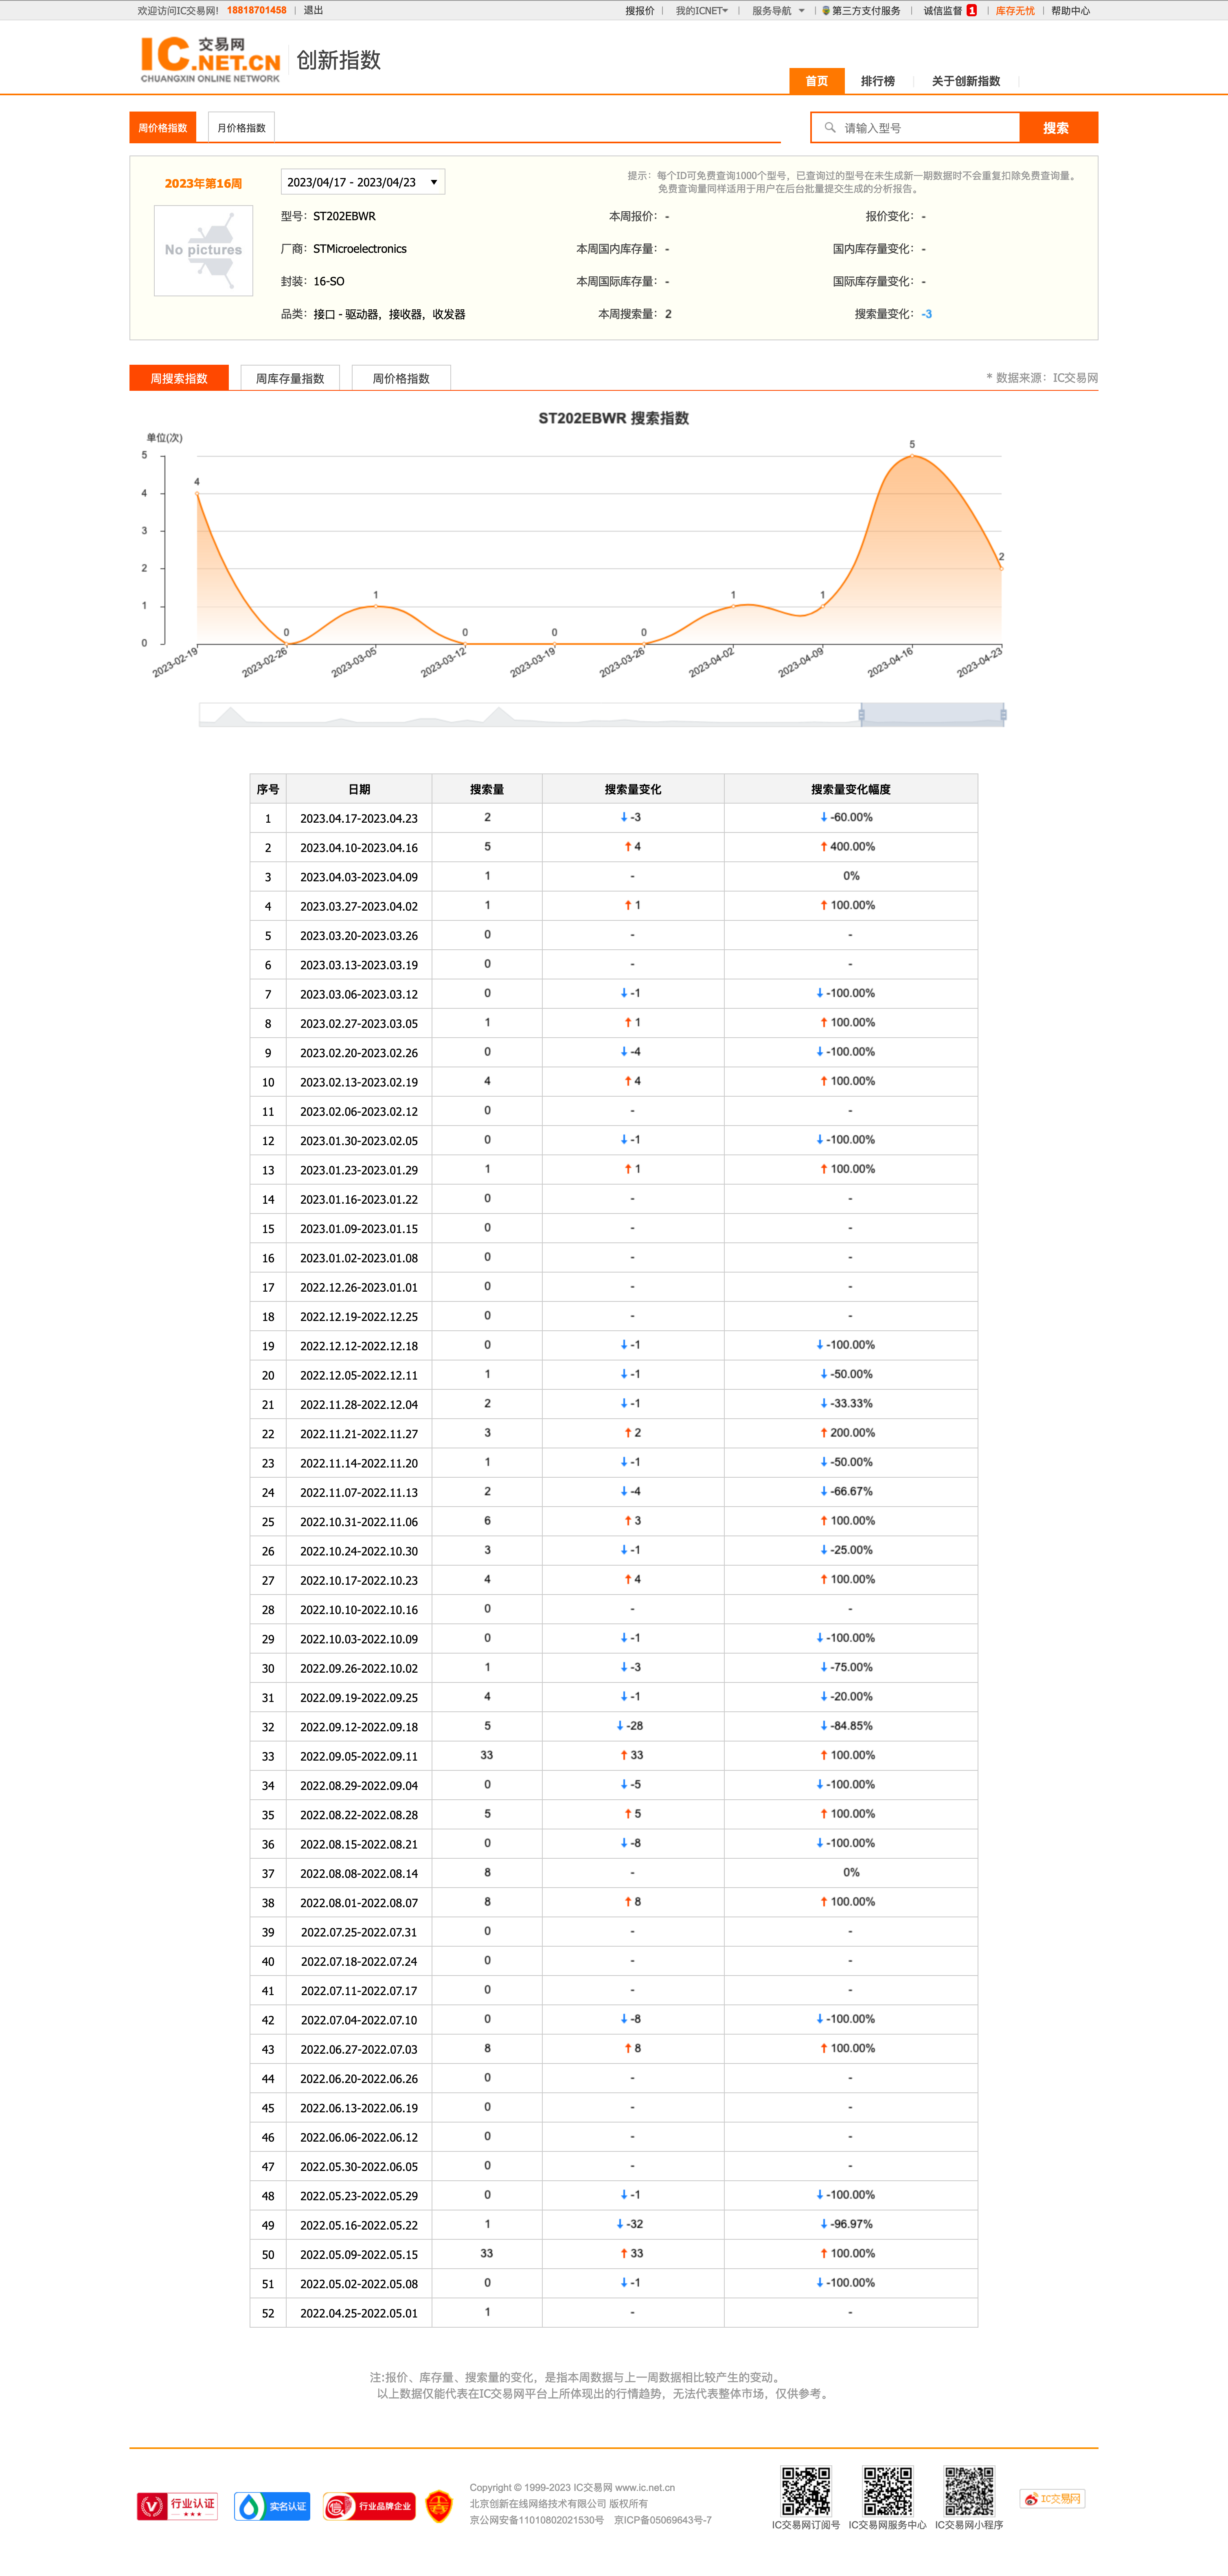 欢迎访问IC交易网! 18818701458 | 退出 搜报价 | 我的ICNET | 服务导航 | 第三方支付服务 | 诚信监督 1 | 库存无忧 | 帮助中心
IC 交易网
.NET.CN
CHUANGXIN ONLINE NETWORK
创新指数
首页 排行榜 关于创新指数
周价格指数 月价格指数 请输入型号 搜索
2023年第16周 2023/04/17 - 2023/04/23
提示：每个ID可免费查询1000个型号，已查询过的型号在未生成新一期数据时不会重复扣除免费查询量。
免费查询量同样适用于用户在后台批量提交生成的分析报告。
No pictures
型号：ST202EBWR 本周报价：- 报价变化：-
厂商：STMicroelectronics 本周国内库存量：- 国内库存量变化：-
封装：16-SO 本周国际库存量：- 国际库存量变化：-
品类：接口 - 驱动器，接收器，收发器 本周搜索量：2 搜索量变化：-3
周搜索指数 周库存量指数 周价格指数 * 数据来源：IC交易网
ST202EBWR 搜索指数
单位(次)
5
4
3
2
1
0
4 0 1 0 0 0 1 1 5 2
2023-02-19 2023-02-26 2023-03-05 2023-03-12 2023-03-19 2023-03-26 2023-04-02 2023-04-09 2023-04-16 2023-04-23
序号 日期 搜索量 搜索量变化 搜索量变化幅度
1 2023.04.17-2023.04.23 2 ↓-3 ↓-60.00%
2 2023.04.10-2023.04.16 5 ↑4 ↑400.00%
3 2023.04.03-2023.04.09 1 - 0%
4 2023.03.27-2023.04.02 1 ↑1 ↑100.00%
5 2023.03.20-2023.03.26 0 - -
6 2023.03.13-2023.03.19 0 - -
7 2023.03.06-2023.03.12 0 ↓-1 ↓-100.00%
8 2023.02.27-2023.03.05 1 ↑1 ↑100.00%
9 2023.02.20-2023.02.26 0 ↓-4 ↓-100.00%
10 2023.02.13-2023.02.19 4 ↑4 ↑100.00%
11 2023.02.06-2023.02.12 0 - -
12 2023.01.30-2023.02.05 0 ↓-1 ↓-100.00%
13 2023.01.23-2023.01.29 1 ↑1 ↑100.00%
14 2023.01.16-2023.01.22 0 - -
15 2023.01.09-2023.01.15 0 - -
16 2023.01.02-2023.01.08 0 - -
17 2022.12.26-2023.01.01 0 - -
18 2022.12.19-2022.12.25 0 - -
19 2022.12.12-2022.12.18 0 ↓-1 ↓-100.00%
20 2022.12.05-2022.12.11 1 ↓-1 ↓-50.00%
21 2022.11.28-2022.12.04 2 ↓-1 ↓-33.33%
22 2022.11.21-2022.11.27 3 ↑2 ↑200.00%
23 2022.11.14-2022.11.20 1 ↓-1 ↓-50.00%
24 2022.11.07-2022.11.13 2 ↓-4 ↓-66.67%
25 2022.10.31-2022.11.06 6 ↑3 ↑100.00%
26 2022.10.24-2022.10.30 3 ↓-1 ↓-25.00%
27 2022.10.17-2022.10.23 4 ↑4 ↑100.00%
28 2022.10.10-2022.10.16 0 - -
29 2022.10.03-2022.10.09 0 ↓-1 ↓-100.00%
30 2022.09.26-2022.10.02 1 ↓-3 ↓-75.00%
31 2022.09.19-2022.09.25 4 ↓-1 ↓-20.00%
32 2022.09.12-2022.09.18 5 ↓-28 ↓-84.85%
33 2022.09.05-2022.09.11 33 ↑33 ↑100.00%
34 2022.08.29-2022.09.04 0 ↓-5 ↓-100.00%
35 2022.08.22-2022.08.28 5 ↑5 ↑100.00%
36 2022.08.15-2022.08.21 0 ↓-8 ↓-100.00%
37 2022.08.08-2022.08.14 8 - 0%
38 2022.08.01-2022.08.07 8 ↑8 ↑100.00%
39 2022.07.25-2022.07.31 0 - -
40 2022.07.18-2022.07.24 0 - -
41 2022.07.11-2022.07.17 0 - -
42 2022.07.04-2022.07.10 0 ↓-8 ↓-100.00%
43 2022.06.27-2022.07.03 8 ↑8 ↑100.00%
44 2022.06.20-2022.06.26 0 - -
45 2022.06.13-2022.06.19 0 - -
46 2022.06.06-2022.06.12 0 - -
47 2022.05.30-2022.06.05 0 - -
48 2022.05.23-2022.05.29 0 ↓-1 ↓-100.00%
49 2022.05.16-2022.05.22 1 ↓-32 ↓-96.97%
50 2022.05.09-2022.05.15 33 ↑33 ↑100.00%
51 2022.05.02-2022.05.08 0 ↓-1 ↓-100.00%
52 2022.04.25-2022.05.01 1 - -
注:报价、库存量、搜索量的变化，是指本周数据与上一周数据相比较产生的变动。
以上数据仅能代表在IC交易网平台上所体现出的行情趋势，无法代表整体市场，仅供参考。
行业认证 实名认证 行业品牌企业
Copyright © 1999-2023 IC交易网 www.ic.net.cn
北京创新在线网络技术有限公司 版权所有
京公网安备11010802021530号 京ICP备05069643号-7
IC交易网订阅号 IC交易网服务中心 IC交易网小程序
IC交易网